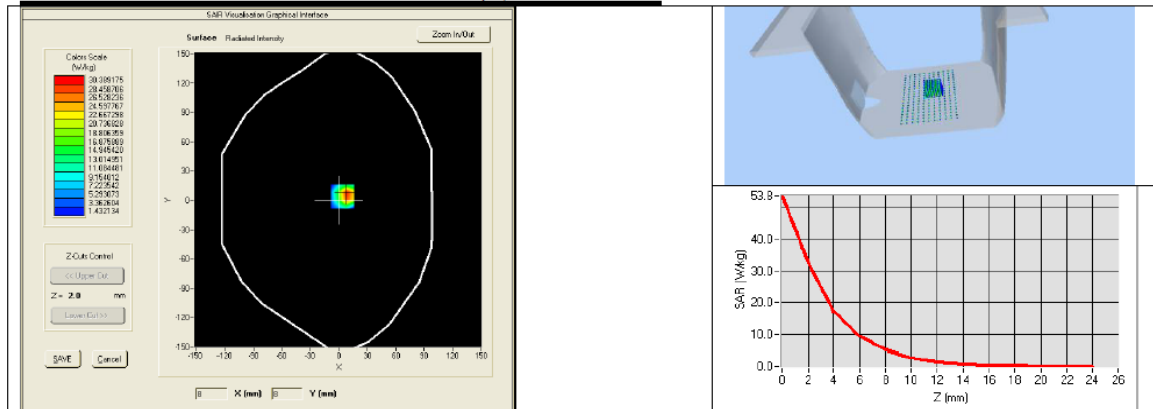 SAR Visualisation Graphical Interface
Surface Radiated Intensity
Zoom In/Out
Colors Scale
(W/kg)
30.389175
28.458706
26.528236
24.597767
22.667298
20.736828
18.806359
16.875889
14.945420
13.014951
11.084481
9.154012
7.223542
5.293073
3.362604
1.432134
Z-Cuts Control
<< Upper Cut
Z = 2.0 mm
Lower Cut >>
SAVE Cancel
150-
120-
90-
60-
30-
0-
-30-
-60-
-90-
-120-
-150-
Y
-150 -120 -90 -60 -30 0 30 60 90 120 150
X
8 X (mm) 8 Y (mm)
53.8-
40.0-
30.0-
20.0-
10.0-
0.0-
SAR (W/kg)
0 2 4 6 8 10 12 14 16 18 20 22 24 26
Z (mm)